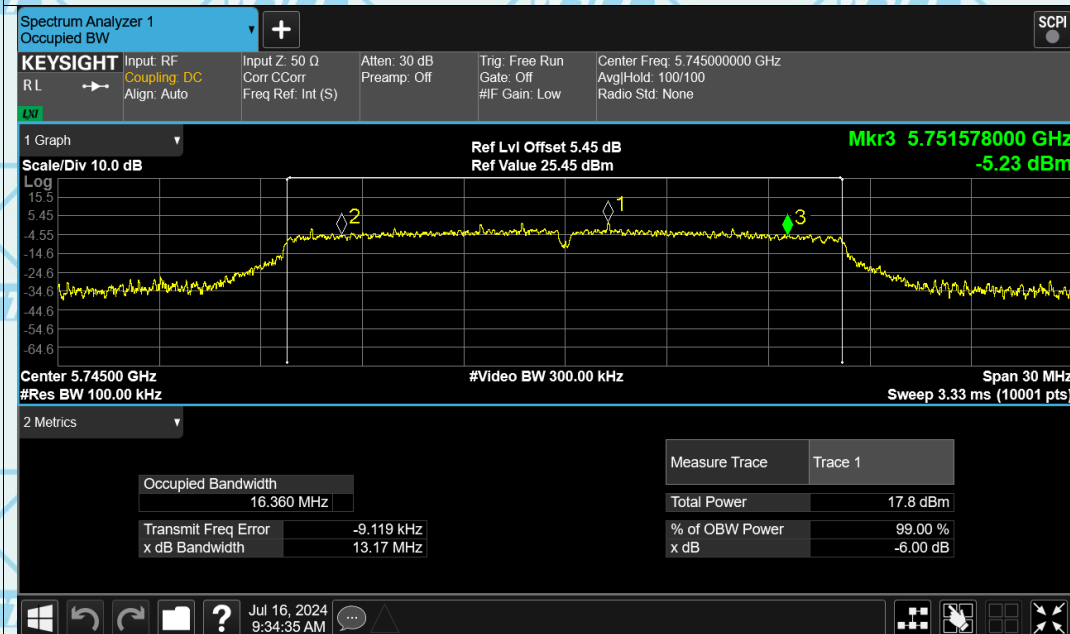 Spectrum Analyzer 1
Occupied BW
+
SCPI
KEYSIGHT
RL
LXI
Input: RF
Coupling: DC
Align: Auto
Input Z: 50 Ω
Corr CCorr
Freq Ref: Int (S)
Atten: 30 dB
Preamp: Off
Trig: Free Run
Gate: Off
#IF Gain: Low
Center Freq: 5.745000000 GHz
Avg|Hold: 100/100
Radio Std: None
1 Graph
Scale/Div 10.0 dB
Ref Lvl Offset 5.45 dB
Ref Value 25.45 dBm
Mkr3 5.751578000 GHz
-5.23 dBm
Log
15.5
5.45
-4.55
-14.6
-24.6
-34.6
-44.6
-54.6
-64.6
2
1
3
Center 5.74500 GHz
#Res BW 100.00 kHz
#Video BW 300.00 kHz
Span 30 MHz
Sweep 3.33 ms (10001 pts)
2 Metrics
Occupied Bandwidth
16.360 MHz
Transmit Freq Error -9.119 kHz
x dB Bandwidth 13.17 MHz
Measure Trace Trace 1
Total Power 17.8 dBm
% of OBW Power 99.00 %
x dB -6.00 dB
?
Jul 16, 2024
9:34:35 AM